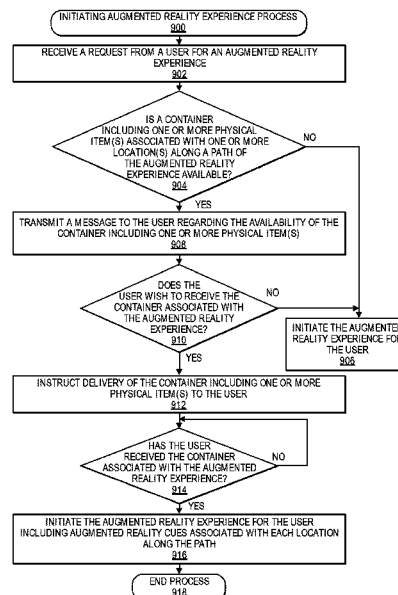 INITIATING AUGMENTED REALITY EXPERIENCE PROCESS
900
RECEIVE A REQUEST FROM A USER FOR AN AUGMENTED REALITY
EXPERIENCE
902
IS A CONTAINER
INCLUDING ONE OR MORE PHYSICAL
ITEM(S) ASSOCIATED WITH ONE OR MORE
LOCATION(S) ALONG A PATH OF
THE AUGMENTED REALITY
EXPERIENCE AVAILABLE?
904
NO
YES
TRANSMIT A MESSAGE TO THE USER REGARDING THE AVAILABILITY OF THE
CONTAINER INCLUDING ONE OR MORE PHYSICAL ITEM(S)
908
DOES THE
USER WISH TO RECEIVE THE
CONTAINER ASSOCIATED WITH
THE AUGMENTED REALITY
EXPERIENCE?
910
NO
INITIATE THE AUGMENTED
REALITY EXPERIENCE FOR
THE USER
906
YES
INSTRUCT DELIVERY OF THE CONTAINER INCLUDING ONE OR MORE
PHYSICAL ITEM(S) TO THE USER
912
HAS THE USER
RECEIVED THE CONTAINER
ASSOCIATED WITH THE AUGMENTED
REALITY EXPERIENCE?
914
NO
YES
INITIATE THE AUGMENTED REALITY EXPERIENCE FOR THE USER
INCLUDING AUGMENTED REALITY CUES ASSOCIATED WITH EACH LOCATION
ALONG THE PATH
916
END PROCESS
918